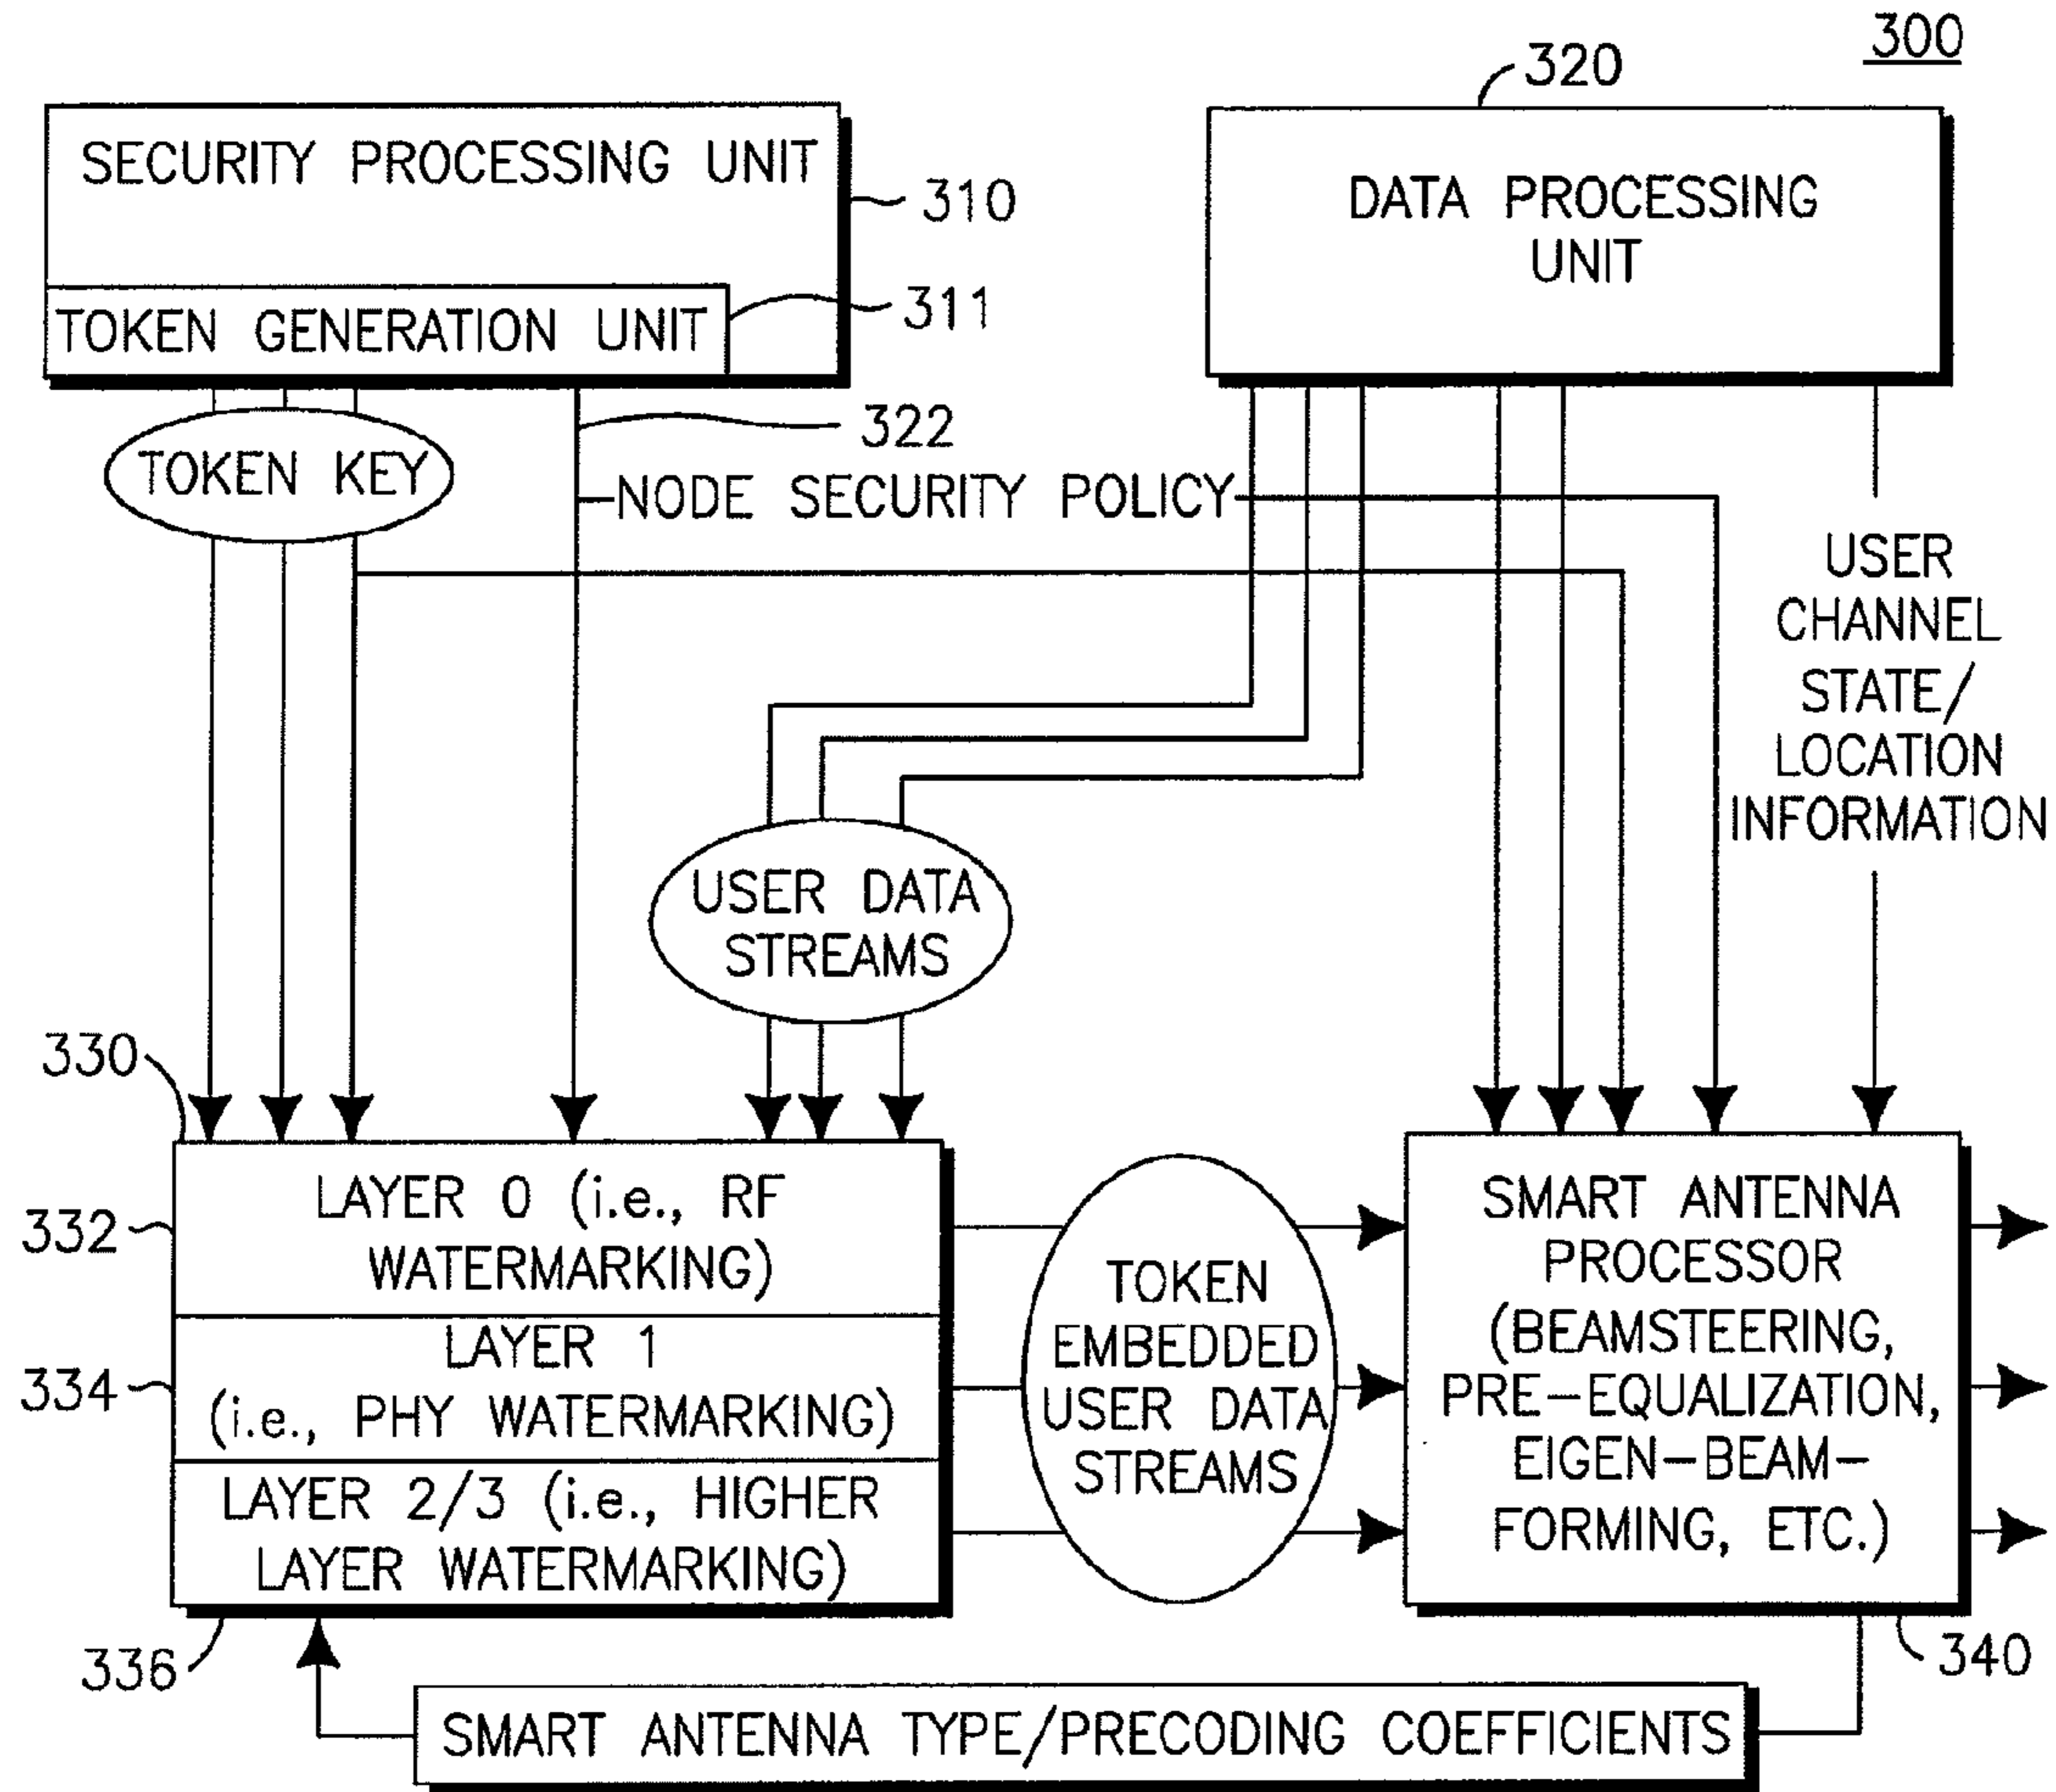 300
320
SECURITY PROCESSING UNIT
310
TOKEN GENERATION UNIT
311
DATA PROCESSING
UNIT
322
TOKEN KEY
NODE SECURITY POLICY
USER
CHANNEL
STATE/
LOCATION
INFORMATION
USER DATA
STREAMS
330
332
LAYER 0 (i.e., RF
WATERMARKING)
334
LAYER 1
(i.e., PHY WATERMARKING)
LAYER 2/3 (i.e., HIGHER
LAYER WATERMARKING)
336
TOKEN
EMBEDDED
USER DATA
STREAMS
SMART ANTENNA
PROCESSOR
(BEAMSTEERING,
PRE-EQUALIZATION,
EIGEN-BEAM-
FORMING, ETC.)
340
SMART ANTENNA TYPE/PRECODING COEFFICIENTS